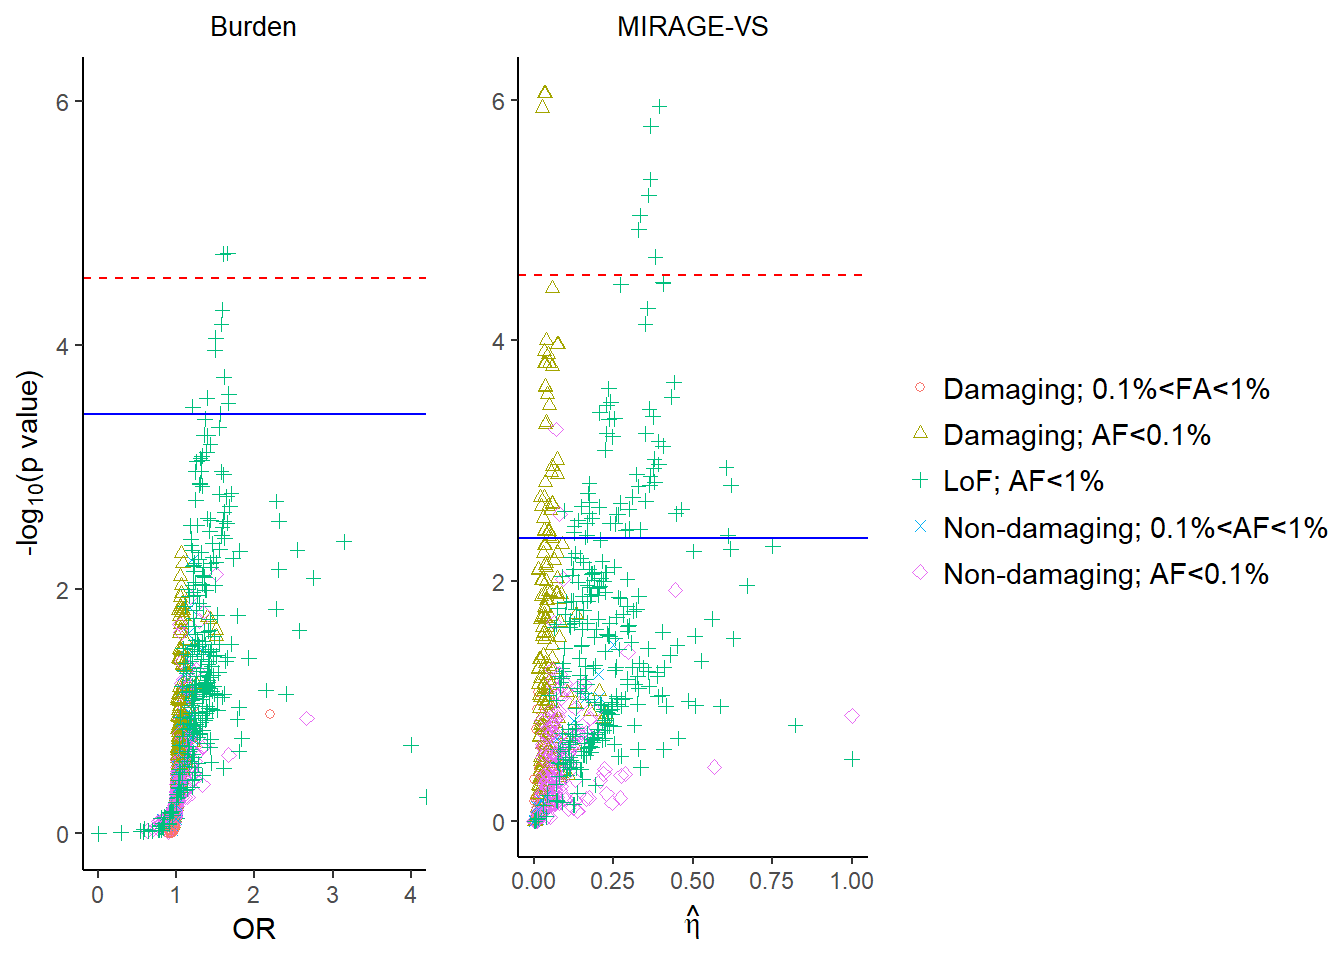 Burden
MIRAGE-VS
-log10(p value)
6
4
2
0
0 1 2 3 4
OR
6
4
2
0
0.00 0.25 0.50 0.75 1.00
η̂
Damaging; 0.1%<FA<1%
Damaging; AF<0.1%
LoF; AF<1%
Non-damaging; 0.1%<AF<1%
Non-damaging; AF<0.1%